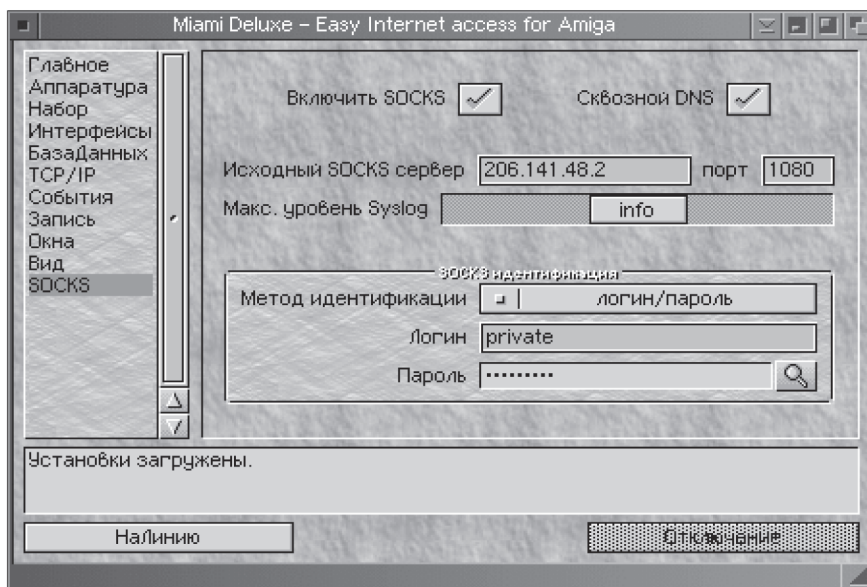 Miami Deluxe – Easy Internet access for Amiga
Главное
Аппаратура
Набор
Интерфейсы
БазаДанных
TCP/IP
События
Запись
Окна
Вид
SOCKS
Включить SOCKS
Сквозной DNS
Исходный SOCKS сервер 206.141.48.2 порт 1080
Макс. уровень Syslog info
SOCKS идентификация
Метод идентификации логин/пароль
Логин private
Пароль •••••••••
Установки загружены.
НаЛинию
Отключение